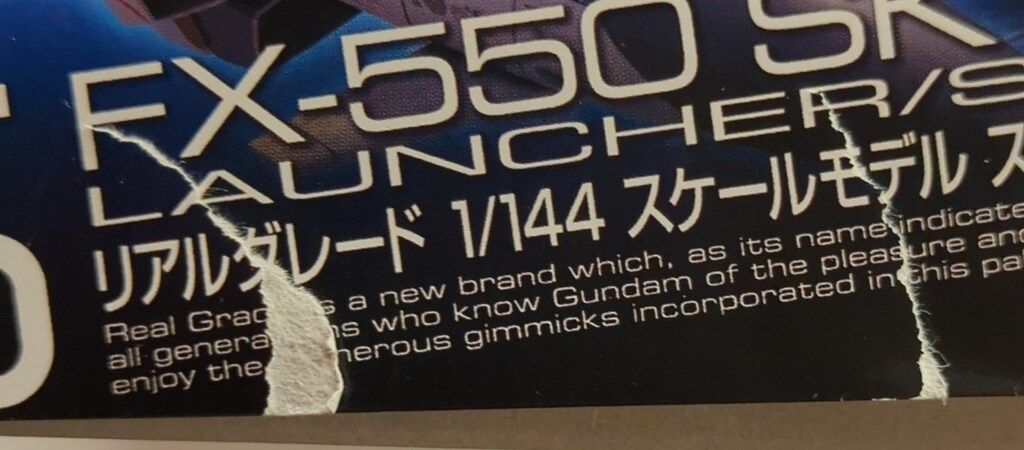 FX-550 SK
LAUNCHER/S
リアルグレード 1/144 スケールモデル ス
Real Grad s a new brand which, as its name indicate
all genera ns who know Gundam of the pleasure and
enjoy the nerous gimmicks incorporated in this pa